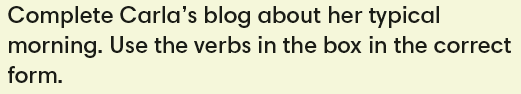 Complete Carla’s blog about her typical
morning. Use the verbs in the box in the correct
form.